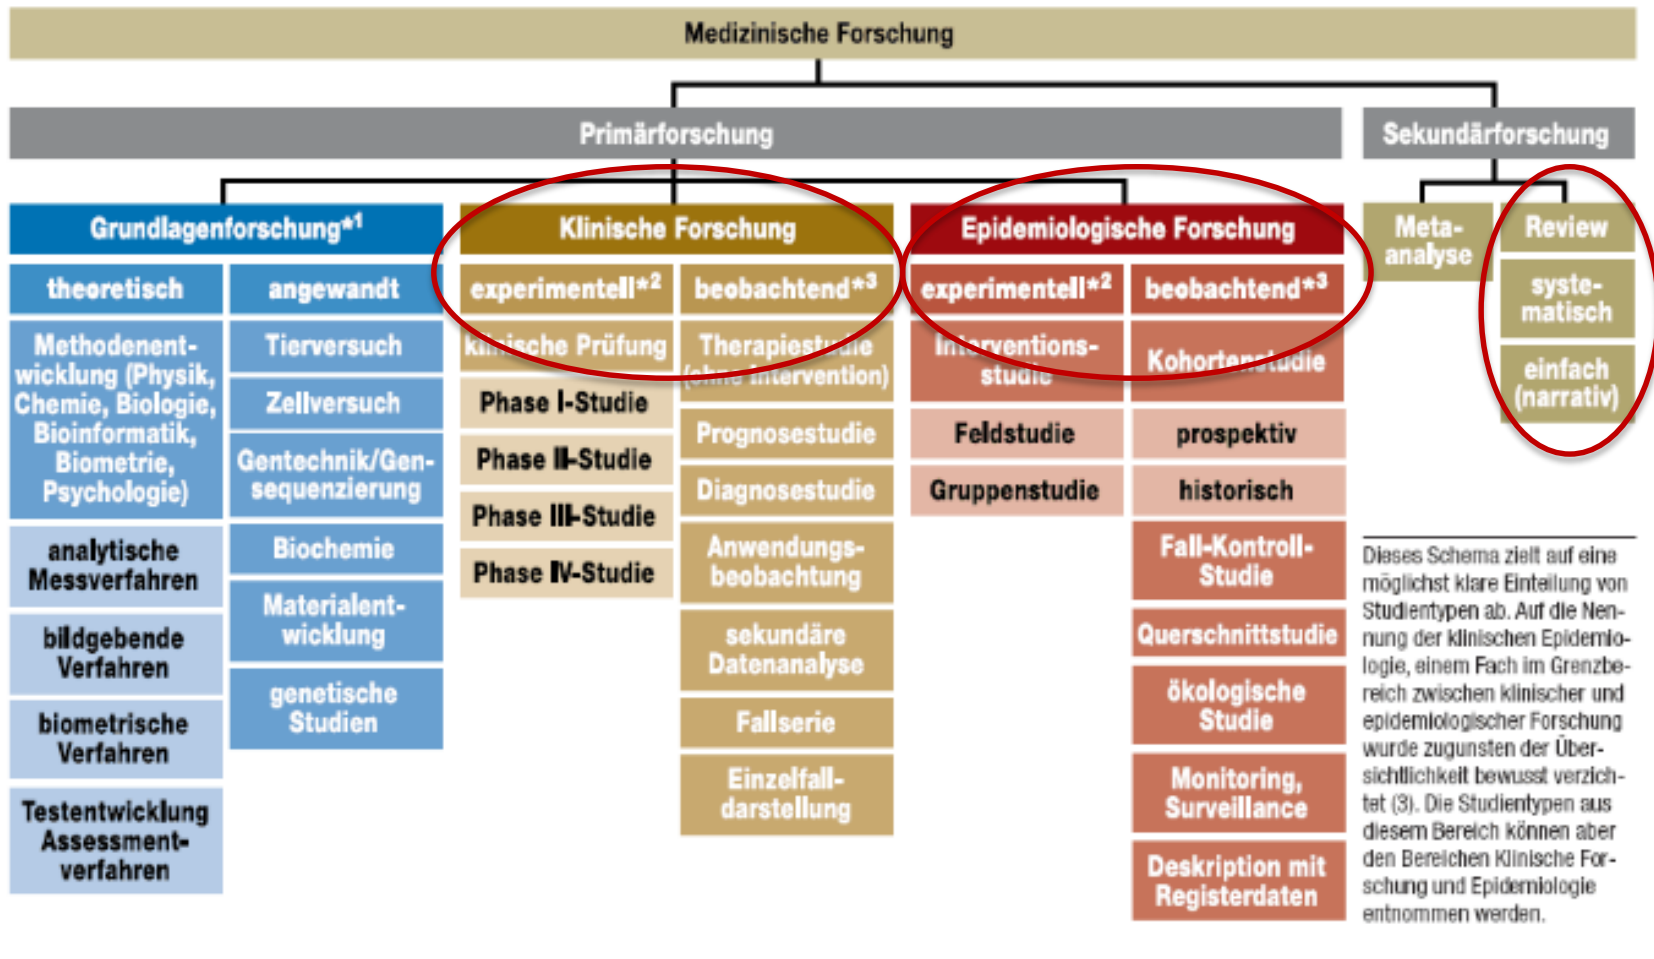 Medizinische Forschung
Primärforschung
Sekundärforschung
Grundlagenforschung*1
theoretisch
angewandt
Methodenent-
wicklung (Physik,
Chemie, Biologie,
Bioinformatik,
Biometrie,
Psychologie)
analytische
Messverfahren
bildgebende
Verfahren
biometrische
Verfahren
Testentwicklung
Assessment-
verfahren
Tierversuch
Zellversuch
Gentechnik/Gen-
sequenzierung
Biochemie
Materialent-
wicklung
genetische
Studien
Klinische Forschung
experimentell*2
beobachtend*3
klinische Prüfung
Phase I-Studie
Phase II-Studie
Phase III-Studie
Phase IV-Studie
Therapiestudie
(ohne Intervention)
Prognosestudie
Diagnosestudie
Anwendungs-
beobachtung
sekundäre
Datenanalyse
Fallserie
Einzelfall-
darstellung
Epidemiologische Forschung
experimentell*2
beobachtend*3
Interventions-
studie
Feldstudie
Gruppenstudie
Kohortenstudie
prospektiv
historisch
Fall-Kontroll-
Studie
Querschnittstudie
ökologische
Studie
Monitoring,
Surveillance
Deskription mit
Registerdaten
Meta-
analyse
Review
syste-
matisch
einfach
(narrativ)
Dieses Schema zielt auf eine
möglichst klare Einteilung von
Studientypen ab. Auf die Nen-
nung der klinischen Epidemio-
logie, einem Fach im Grenzbe-
reich zwischen klinischer und
epidemiologischer Forschung
wurde zugunsten der Über-
sichtlichkeit bewusst verzich-
tet (3). Die Studientypen aus
diesem Bereich können aber
den Bereichen Klinische For-
schung und Epidemiologie
entnommen werden.